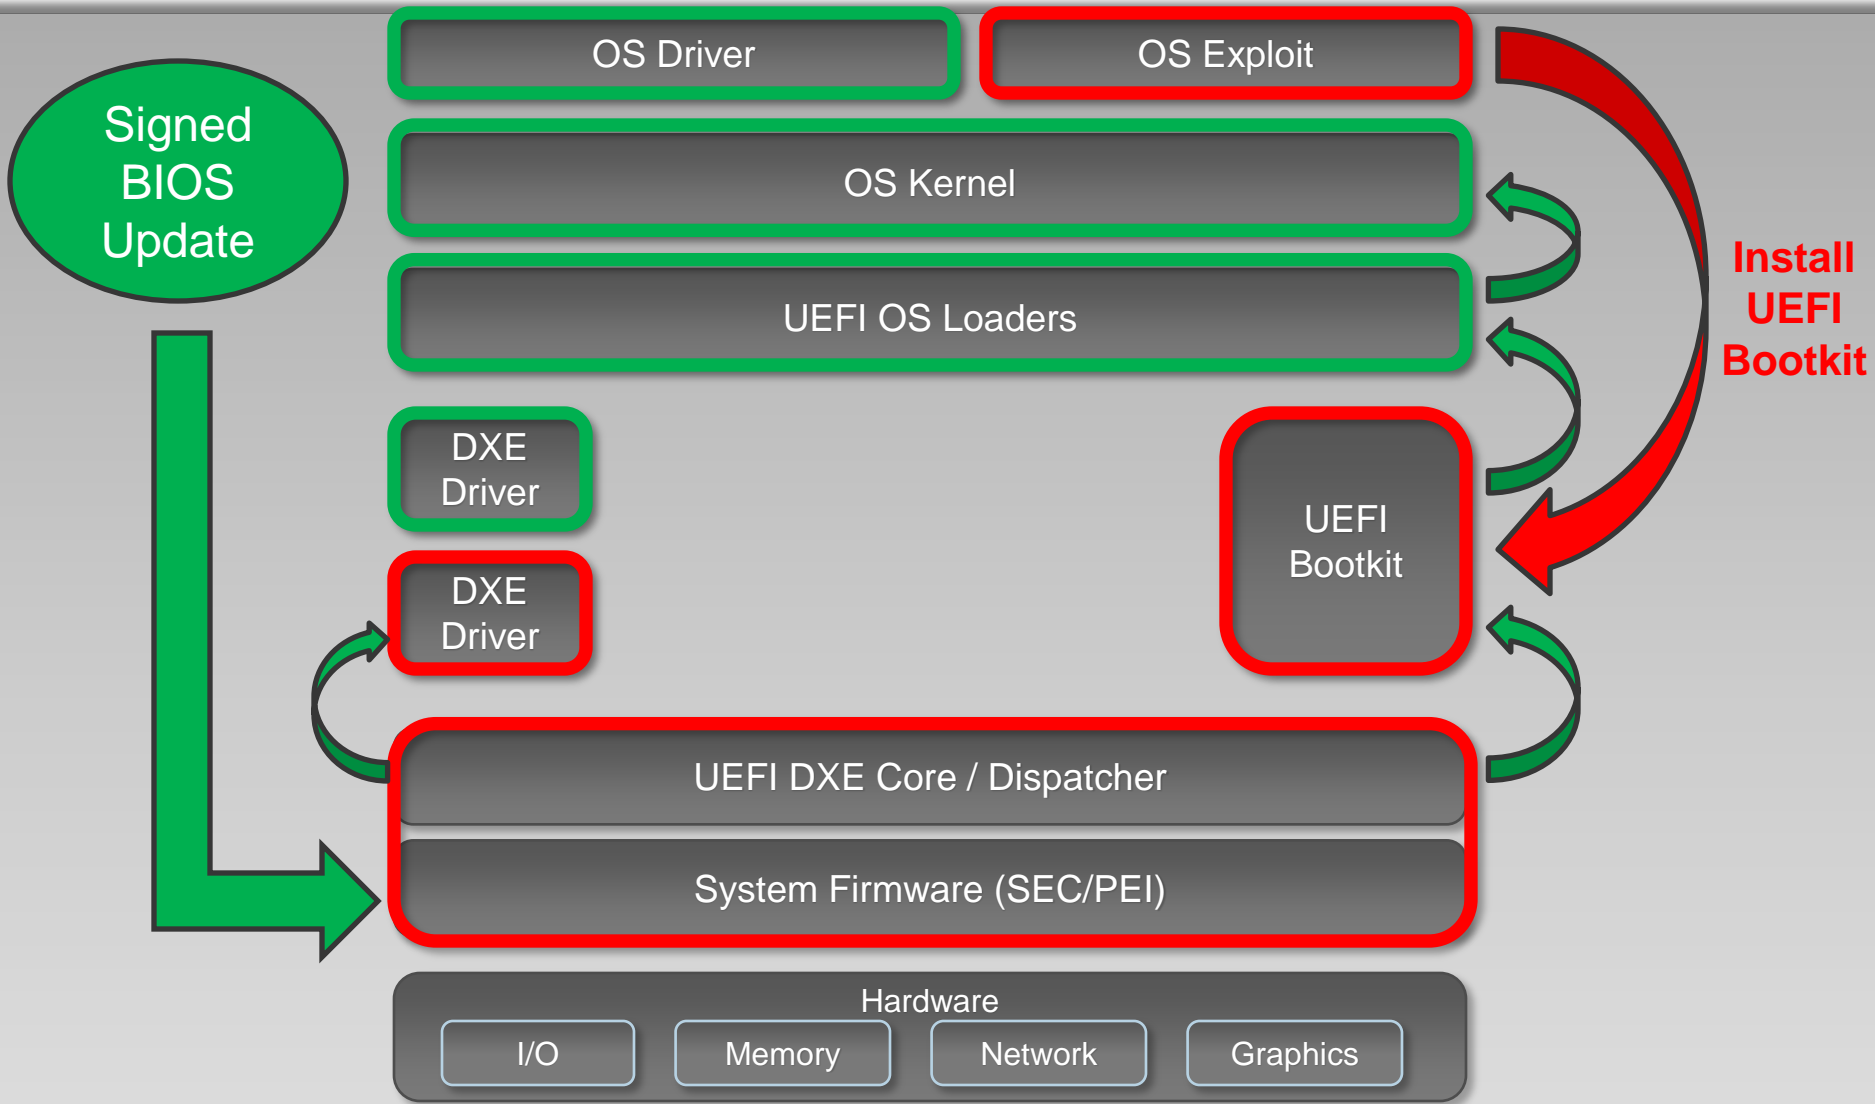 OS Driver
OS Exploit
Signed
BIOS
Update
OS Kernel
UEFI OS Loaders
Install
UEFI
Bootkit
DXE
Driver
UEFI
Bootkit
DXE
Driver
UEFI DXE Core / Dispatcher
System Firmware (SEC/PEI)
Hardware
I/O
Memory
Network
Graphics